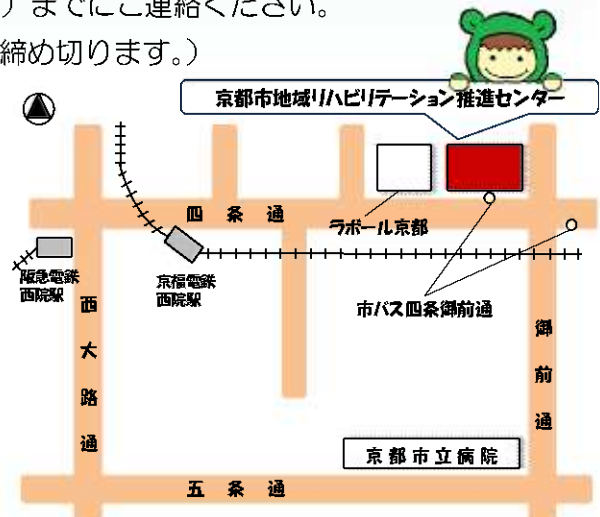 ）までにご連絡ください。
締め切ります。）
京都市地域リハビリテーション推進センター
四条通
ラボール京都
阪急電鉄
西院駅
京福電鉄
西院駅
市バス四条御前通
西大路通
御前通
京都市立病院
五条通